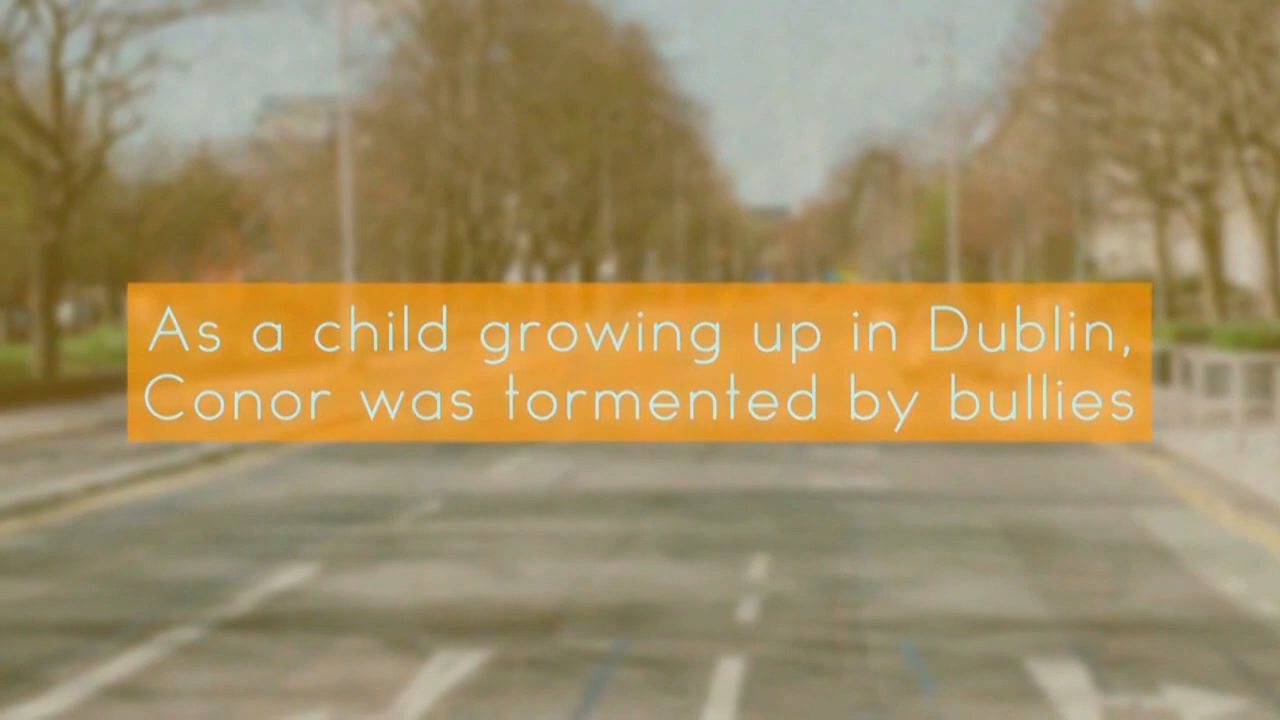 As a child growing up in Dublin,
Conor was tormented by bullies